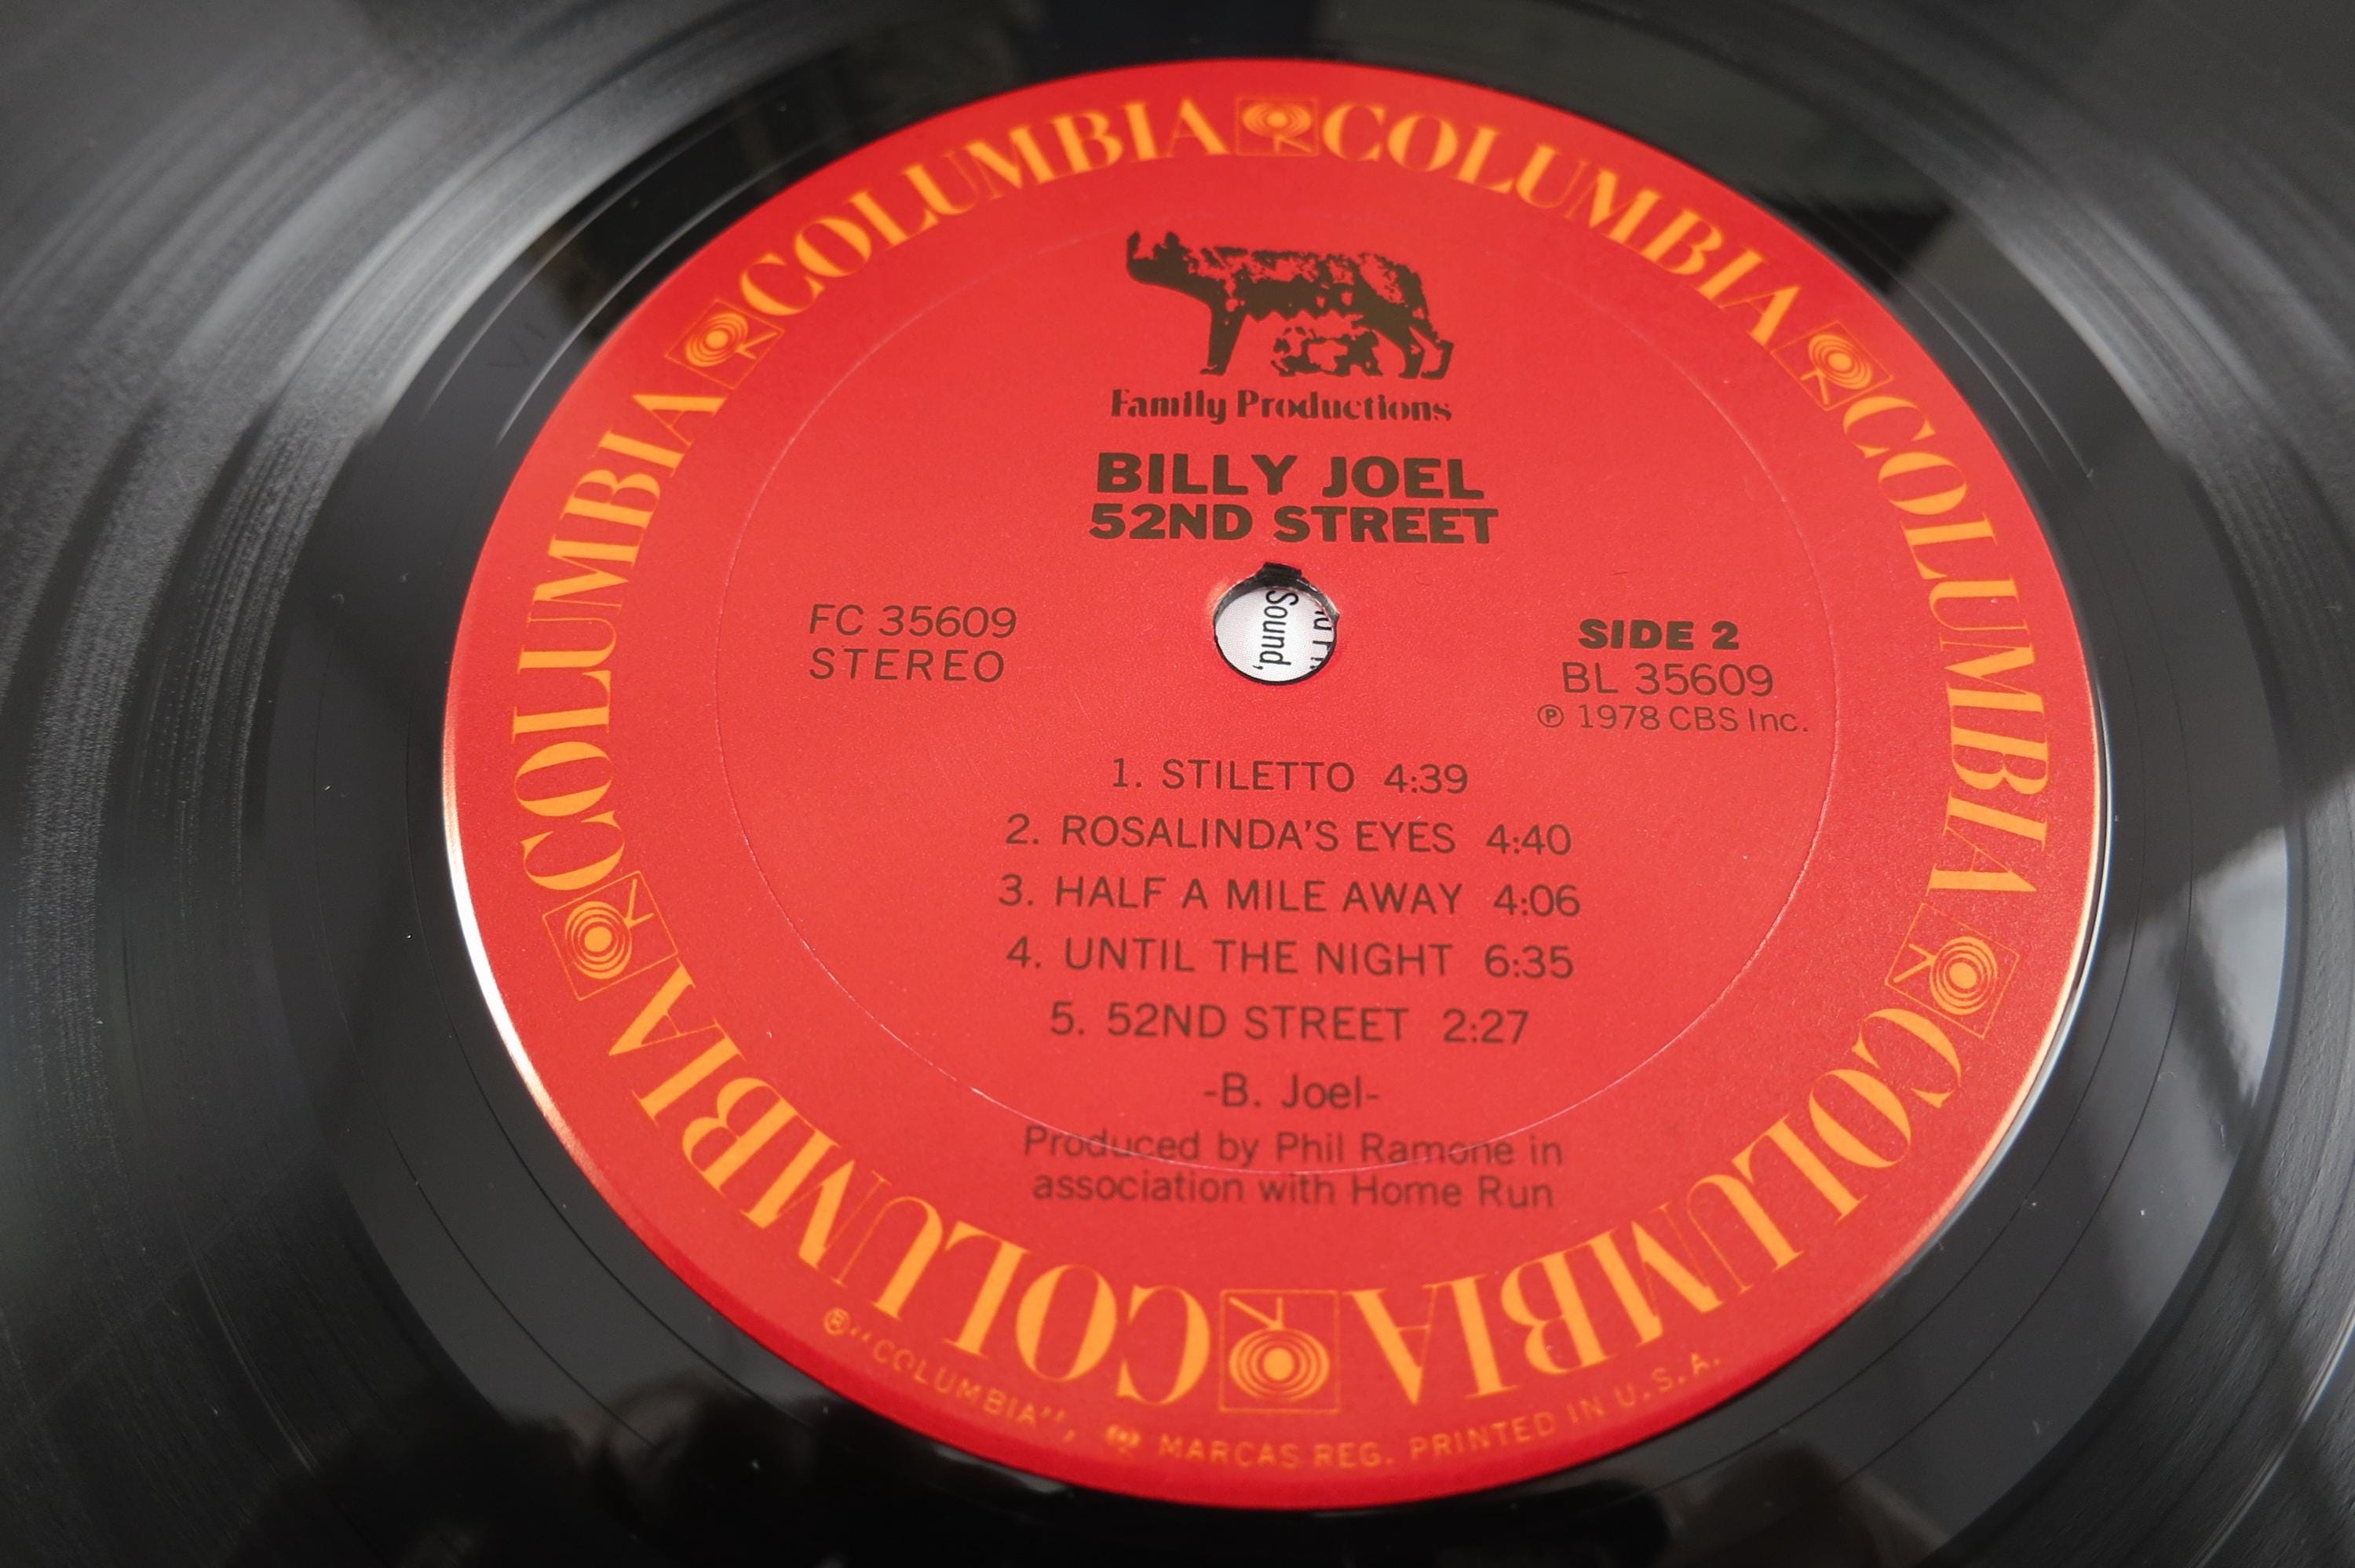 COLUMBIA COLUMBIA COLUMBIA COLUMBIA COLUMBIA COLUMBIA
Family Productions
BILLY JOEL
52ND STREET
Sound,
FC 35609
STEREO
SIDE 2
BL 35609
℗ 1978 CBS Inc.
1. STILETTO 4:39
2. ROSALINDA'S EYES 4:40
3. HALF A MILE AWAY 4:06
4. UNTIL THE NIGHT 6:35
5. 52ND STREET 2:27
-B. Joel-
Produced by Phil Ramone in
association with Home Run
®"COLUMBIA", MARCAS REG. PRINTED IN U.S.A.